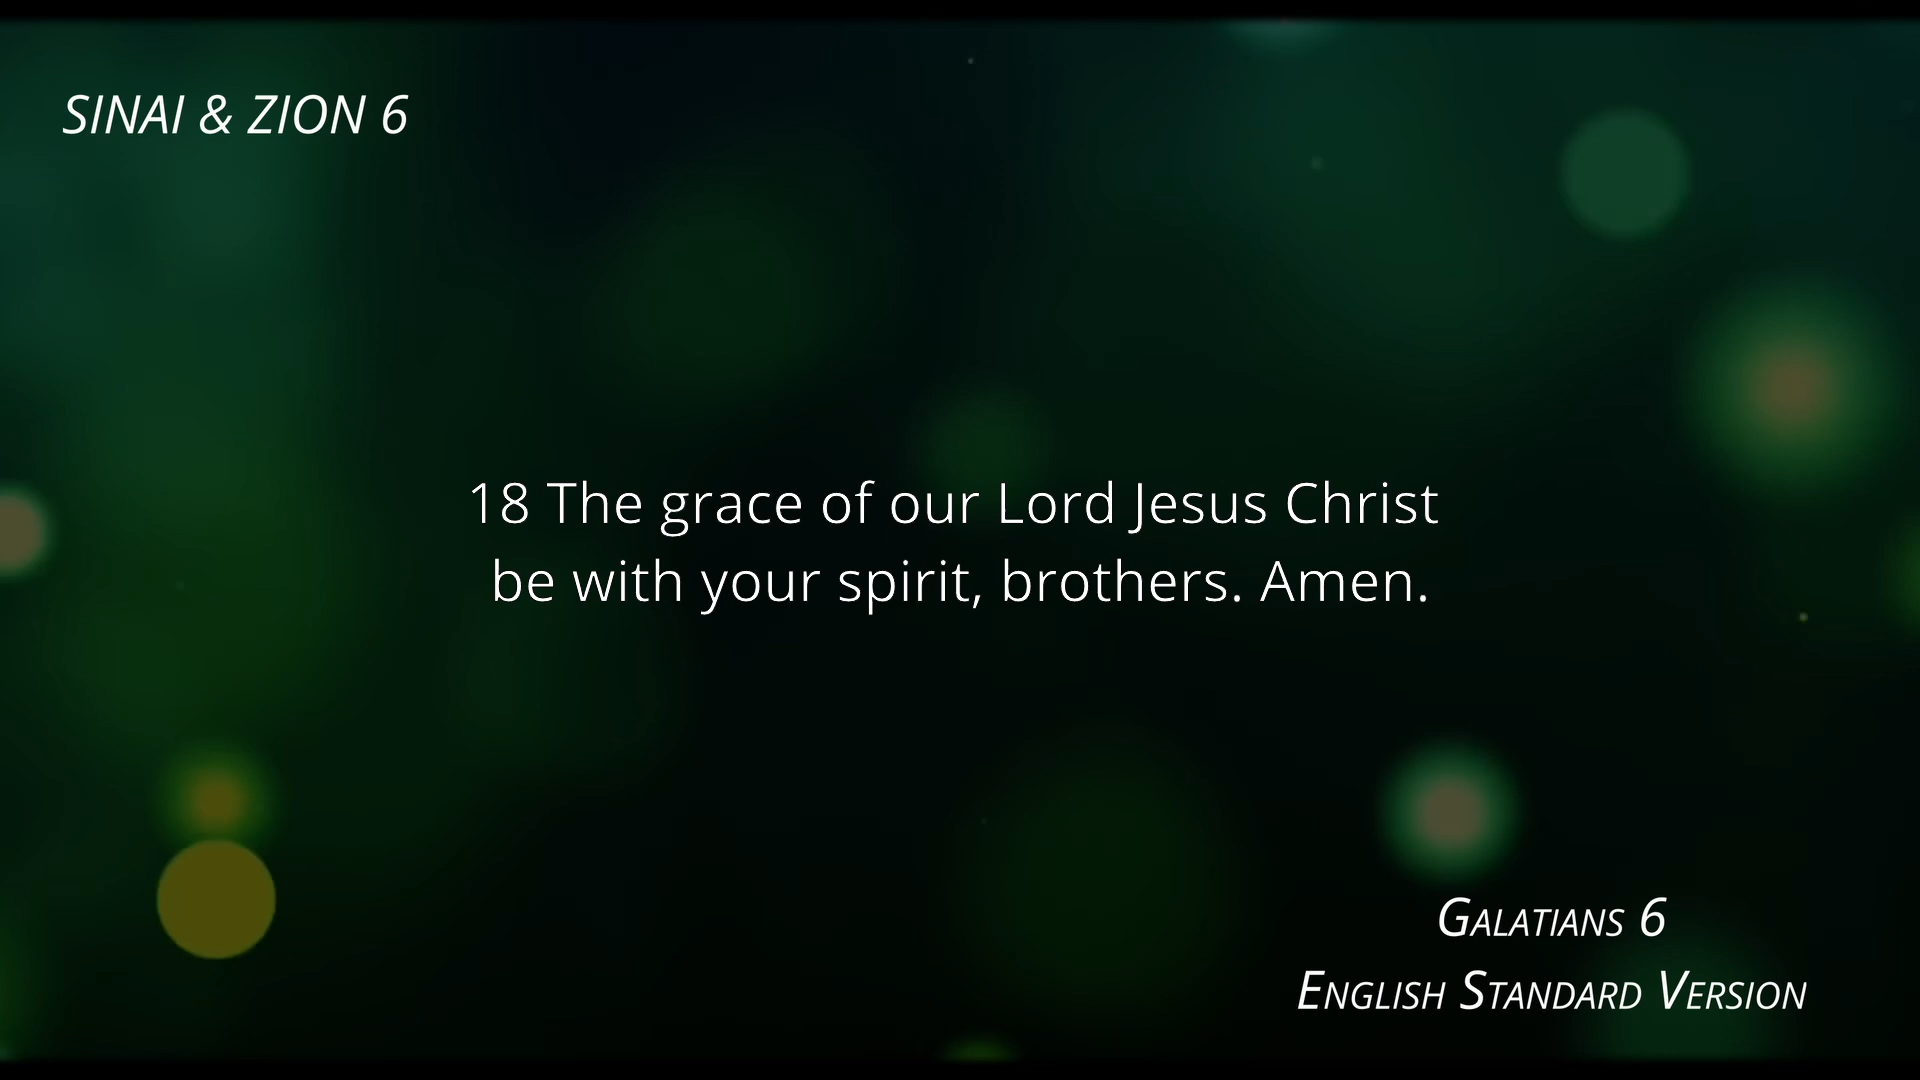 SINAI & ZION 6
18 The grace of our Lord Jesus Christ
be with your spirit, brothers. Amen.
Galatians 6
English Standard Version